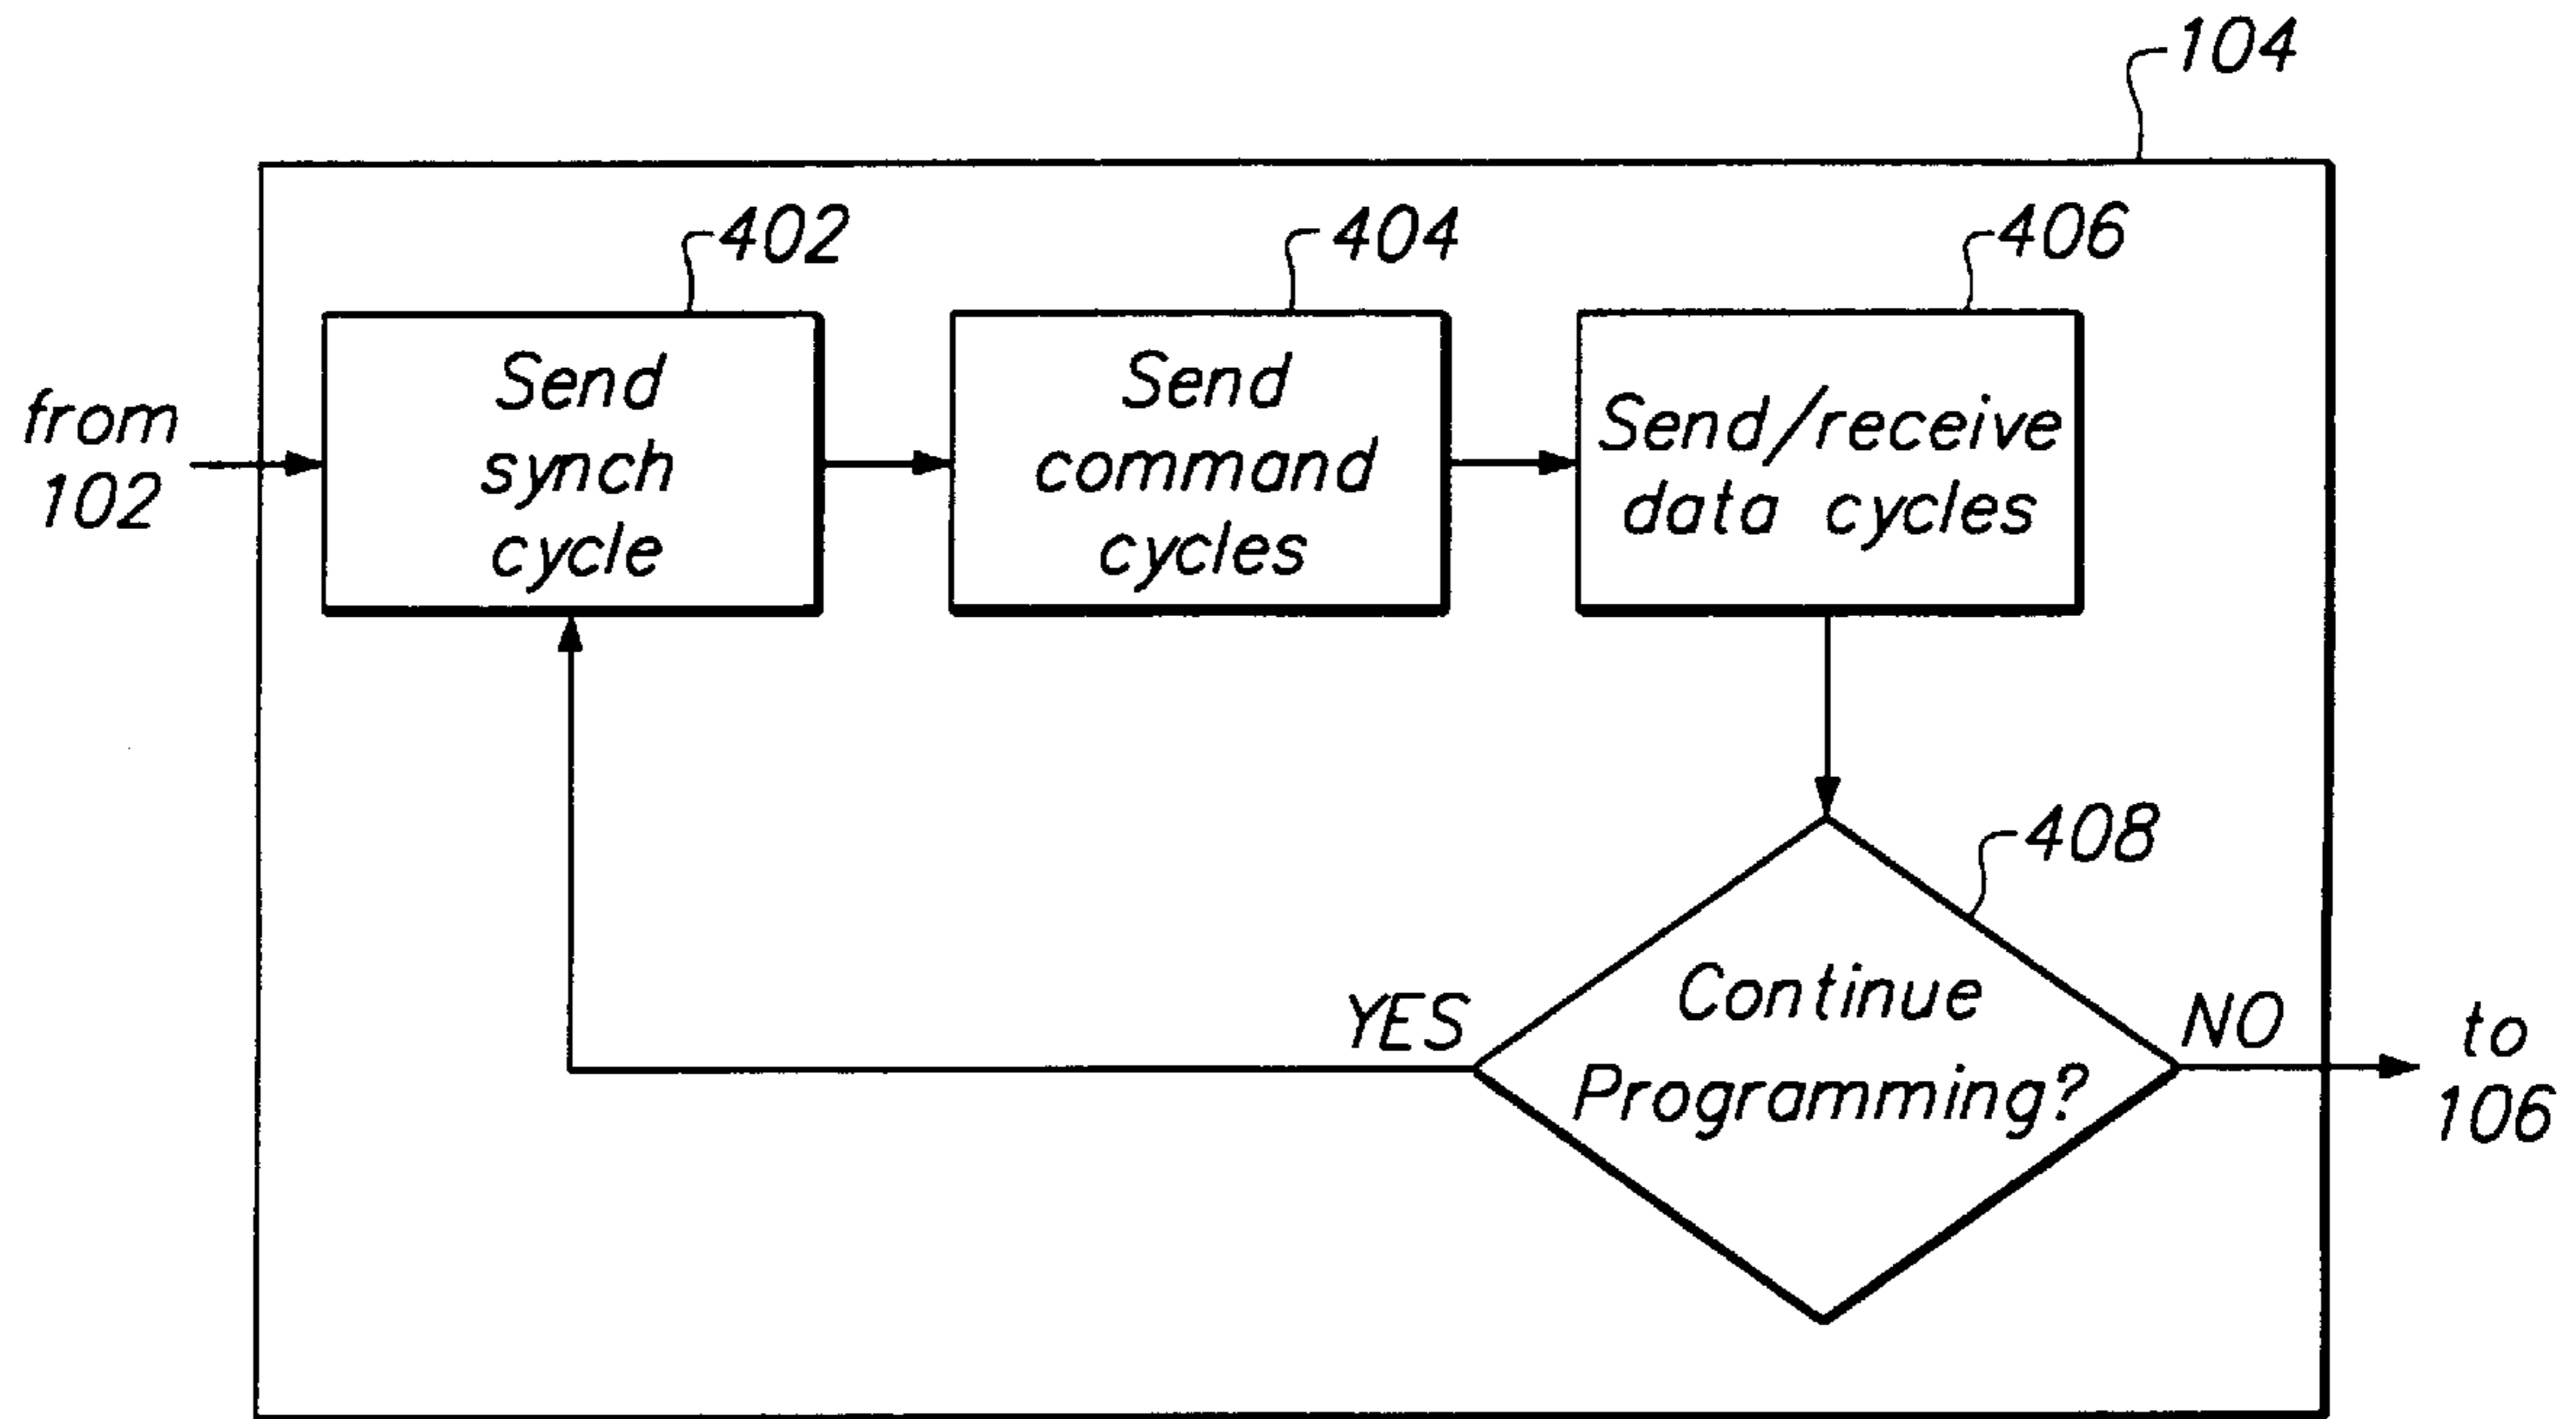 104
402
404
406
from
102
Send
synch
cycle
Send
command
cycles
Send/receive
data cycles
408
YES
Continue
Programming?
NO
to
106